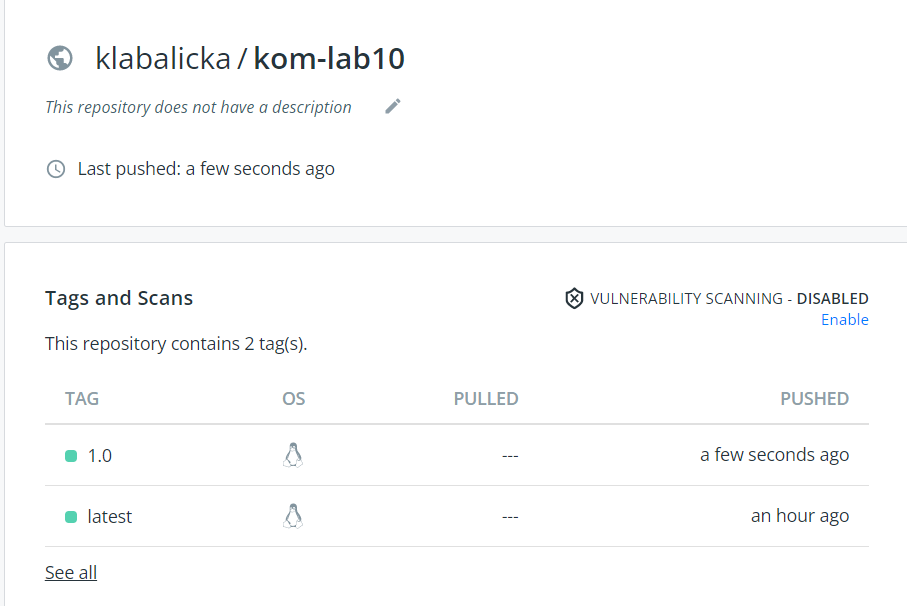 klabalicka / kom-lab10
This repository does not have a description
Last pushed: a few seconds ago
Tags and Scans
VULNERABILITY SCANNING - DISABLED
Enable
This repository contains 2 tag(s).
TAG OS PULLED PUSHED
1.0 --- a few seconds ago
latest --- an hour ago
See all